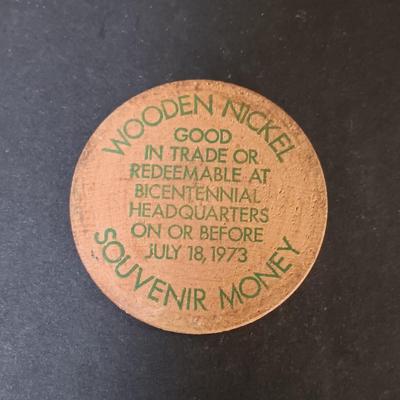 WOODEN NICKEL
GOOD
IN TRADE OR
REDEEMABLE AT
BICENTENNIAL
HEADQUARTERS
ON OR BEFORE
JULY 18, 1973
SOUVENIR MONEY